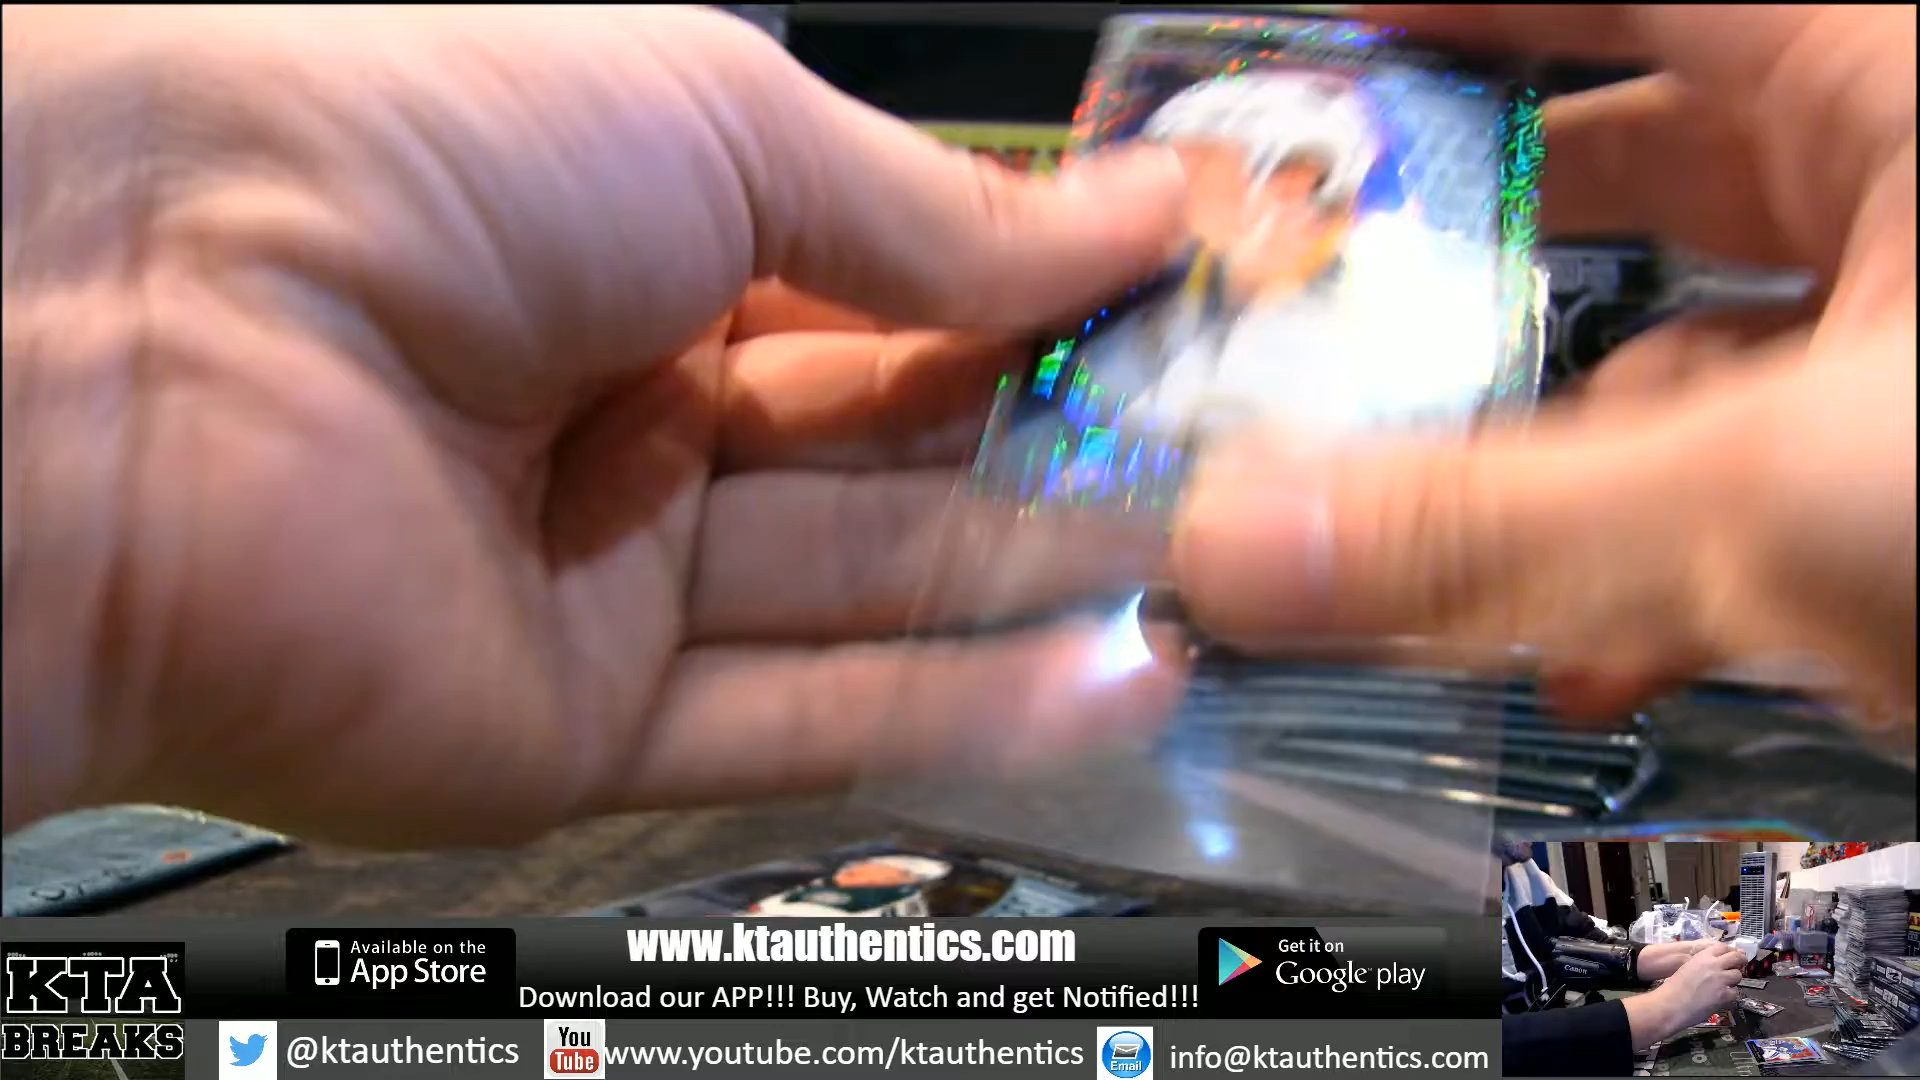 Available on the
App Store
www.ktauthentics.com
Download our APP!!! Buy, Watch and get Notified!!!
Get it on
Google play
KTA
BREAKS
@ktauthentics
You
Tube
www.youtube.com/ktauthentics
Email
info@ktauthentics.com
Canon